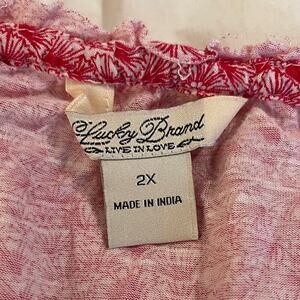 Lucky Brand
LIVE IN LOVE
2X
MADE IN INDIA